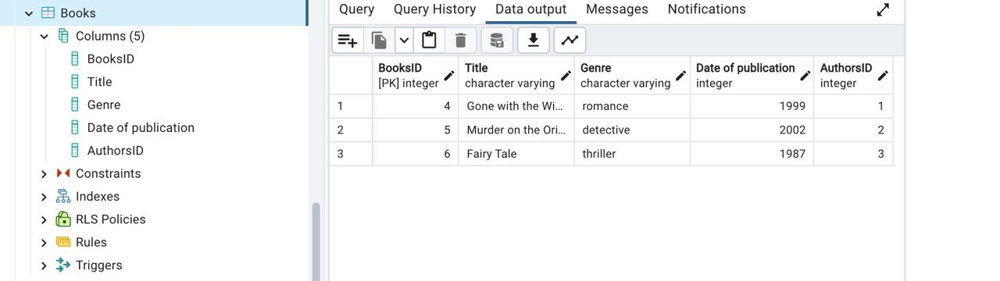 Books
Columns (5)
BooksID
Title
Genre
Date of publication
AuthorsID
Constraints
Indexes
RLS Policies
Rules
Triggers
Query Query History Data output Messages Notifications
BooksID Title Genre Date of publication AuthorsID
[PK] integer character varying character varying integer integer
1 4 Gone with the Wi... romance 1999 1
2 5 Murder on the Ori... detective 2002 2
3 6 Fairy Tale thriller 1987 3